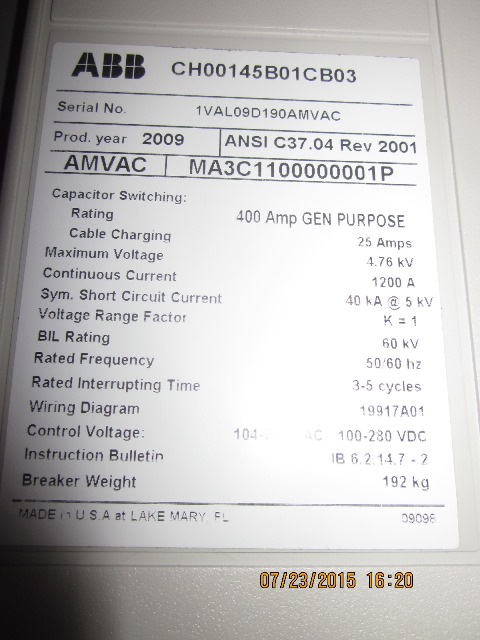 ABB CH00145B01CB03
Serial No. 1VAL09D190AMVAC
Prod. year 2009 ANSI C37.04 Rev 2001
AMVAC MA3C1100000001P
Capacitor Switching:
Rating 400 Amp GEN PURPOSE
Cable Charging 25 Amps
Maximum Voltage 4.76 kV
Continuous Current 1200 A
Sym. Short Circuit Current 40 kA @ 5 kV
Voltage Range Factor K = 1
BIL Rating 60 kV
Rated Frequency 50/60 hz
Rated Interrupting Time 3-5 cycles
Wiring Diagram 19917A01
Control Voltage: 104- AC 100-280 VDC
Instruction Bulletin IB 6.2.14.7 - 2
Breaker Weight 192 kg
MADE in U.S.A at LAKE MARY, FL 09098
07/23/2015 16:20